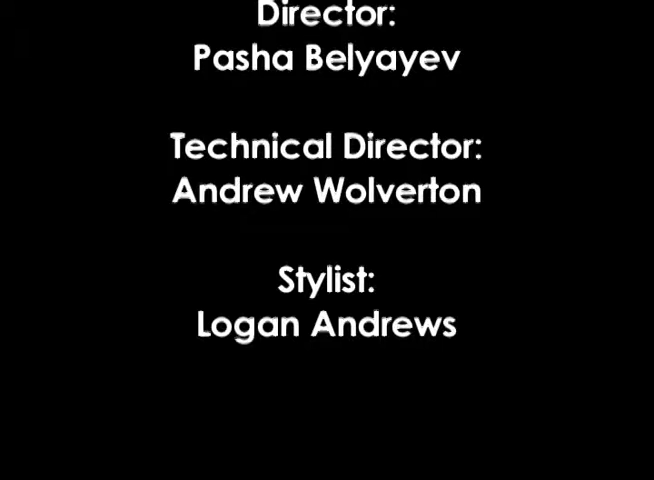 Director:
Pasha Belyayev
Technical Director:
Andrew Wolverton
Stylist:
Logan Andrews